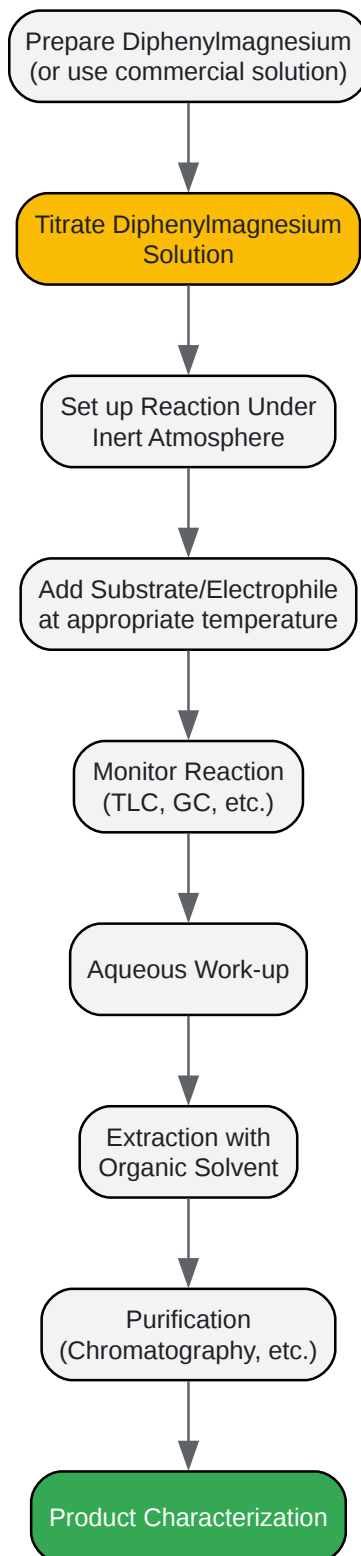 Prepare Diphenylmagnesium
(or use commercial solution)
Titrate Diphenylmagnesium
Solution
Set up Reaction Under
Inert Atmosphere
Add Substrate/Electrophile
at appropriate temperature
Monitor Reaction
(TLC, GC, etc.)
Aqueous Work-up
Extraction with
Organic Solvent
Purification
(Chromatography, etc.)
Product Characterization